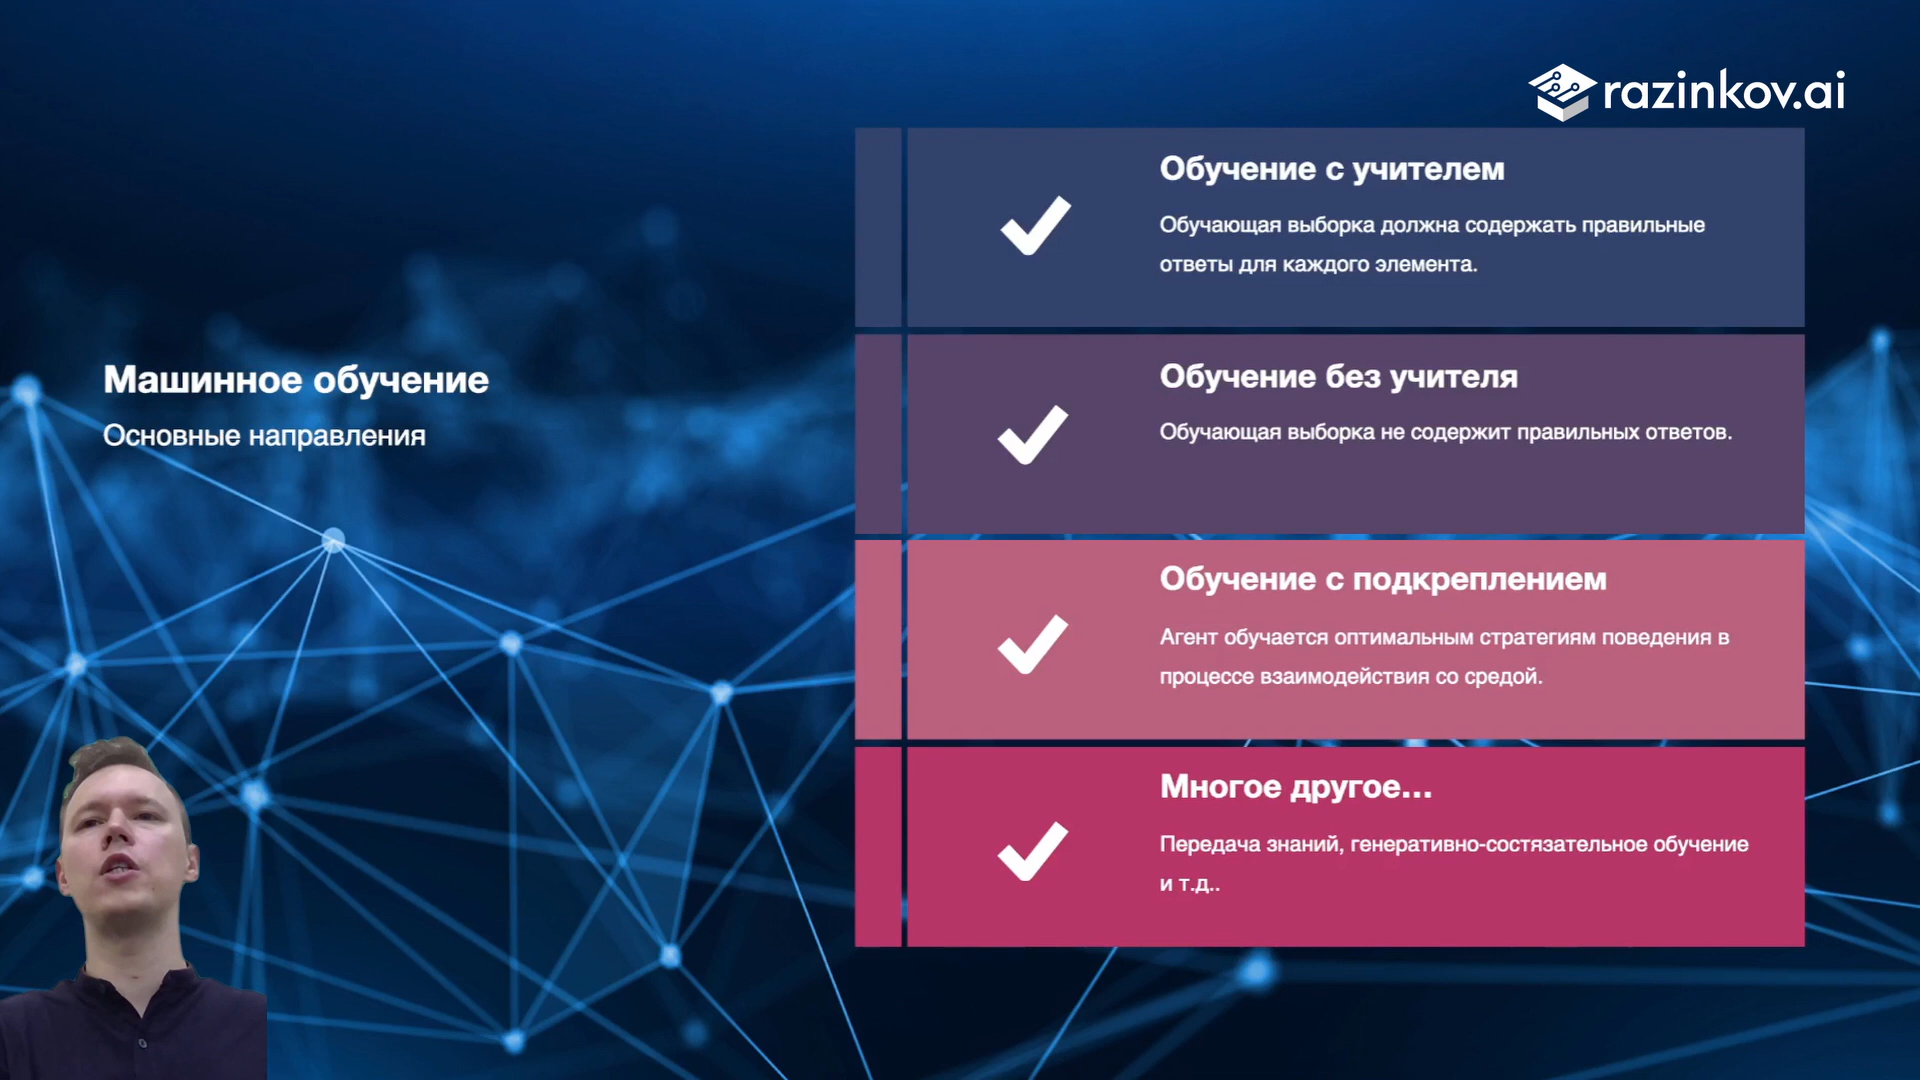 razinkov.ai
Машинное обучение
Основные направления
Обучение с учителем
Обучающая выборка должна содержать правильные
ответы для каждого элемента.
Обучение без учителя
Обучающая выборка не содержит правильных ответов.
Обучение с подкреплением
Агент обучается оптимальным стратегиям поведения в
процессе взаимодействия со средой.
Многое другое...
Передача знаний, генеративно-состязательное обучение
и т.д..